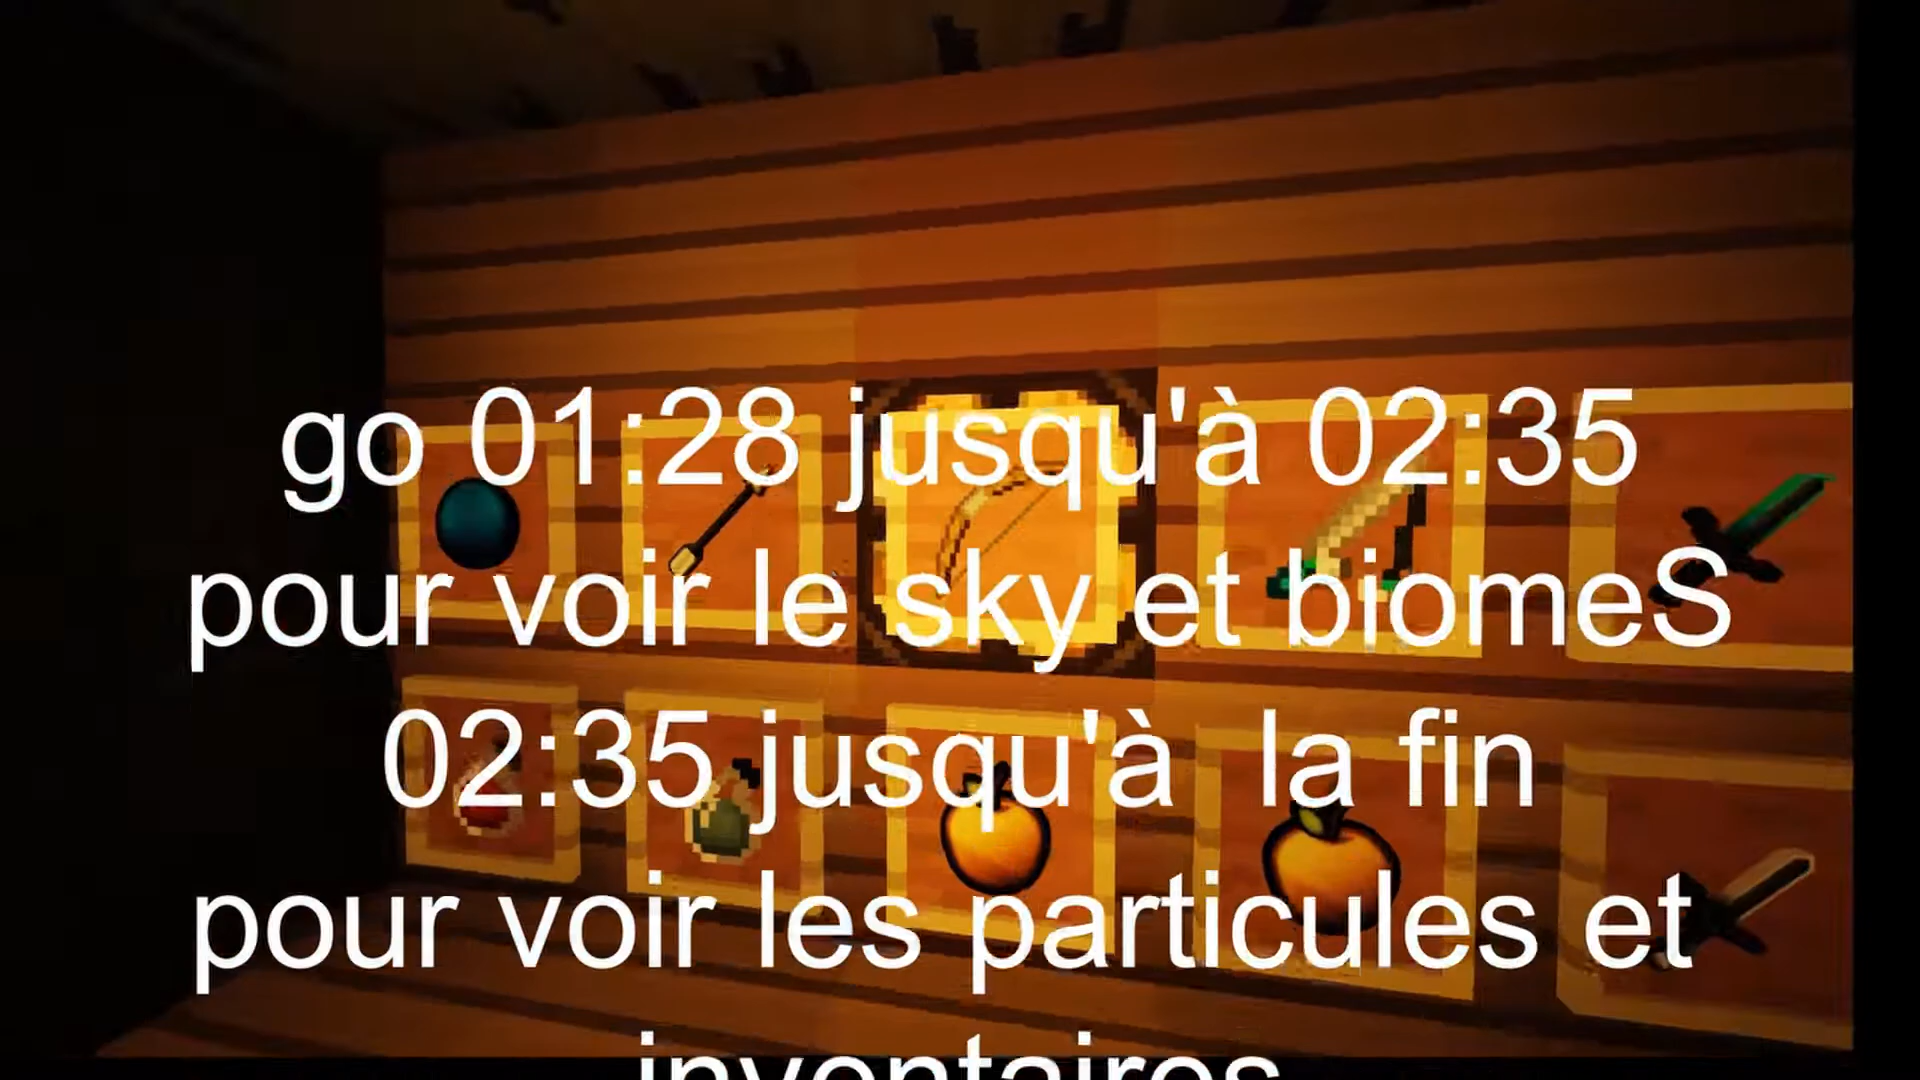 go 01:28 jusqu'à 02:35
pour voir le sky et biomeS
02:35 jusqu'à la fin
pour voir les particules et
inventaires